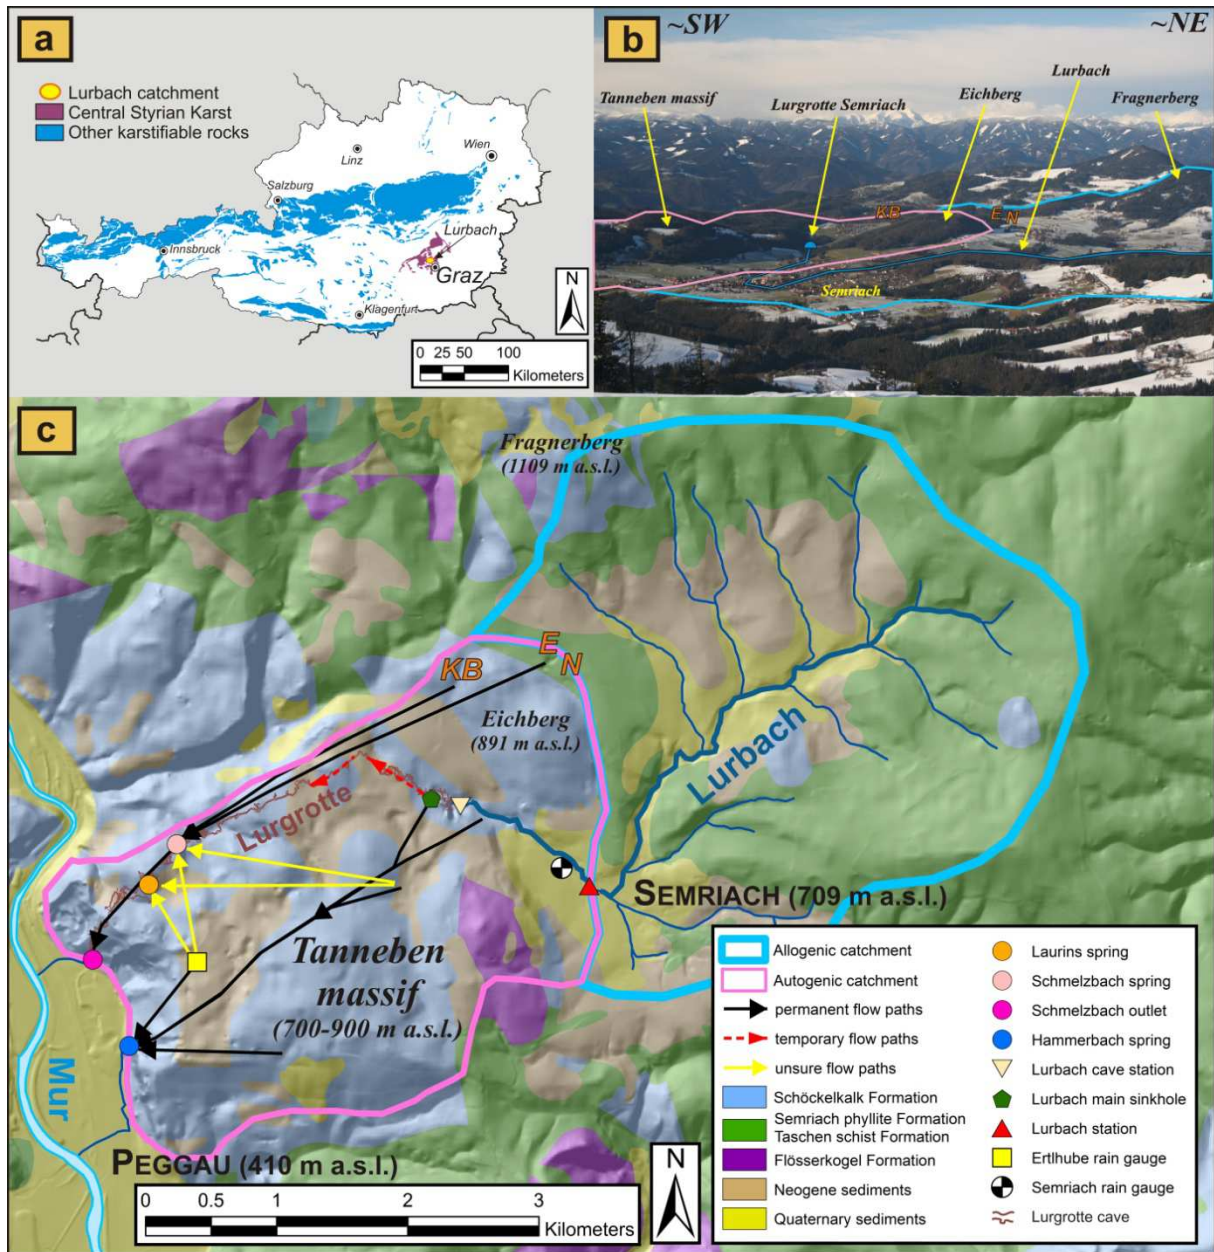 a
Lurbach catchment
Central Styrian Karst
Other karstifiable rocks
Linz
Wien
Salzburg
Innsbruck
Lurbach
Graz
Klagenfurt
N
0 25 50 100
Kilometers
b
~SW
~NE
Tanneben massif
Lurgrotte Semriach
Eichberg
Lurbach
Fragnerberg
KB
E N
Semriach
c
Fragnerberg
(1109 m a.s.l.)
KB
E
N
Eichberg
(891 m a.s.l.)
Lurbach
Lurgrotte
SEMRIACH (709 m a.s.l.)
Tanneben
massif
(700-900 m a.s.l.)
Mur
PEGGAU (410 m a.s.l.)
0 0.5 1 2 3
Kilometers
N
Allogenic catchment
Autogenic catchment
permanent flow paths
temporary flow paths
unsure flow paths
Schöckelkalk Formation
Semriach phyllite Formation
Taschen schist Formation
Flösserkogel Formation
Neogene sediments
Quaternary sediments
Laurins spring
Schmelzbach spring
Schmelzbach outlet
Hammerbach spring
Lurbach cave station
Lurbach main sinkhole
Lurbach station
Ertlhube rain gauge
Semriach rain gauge
Lurgrotte cave